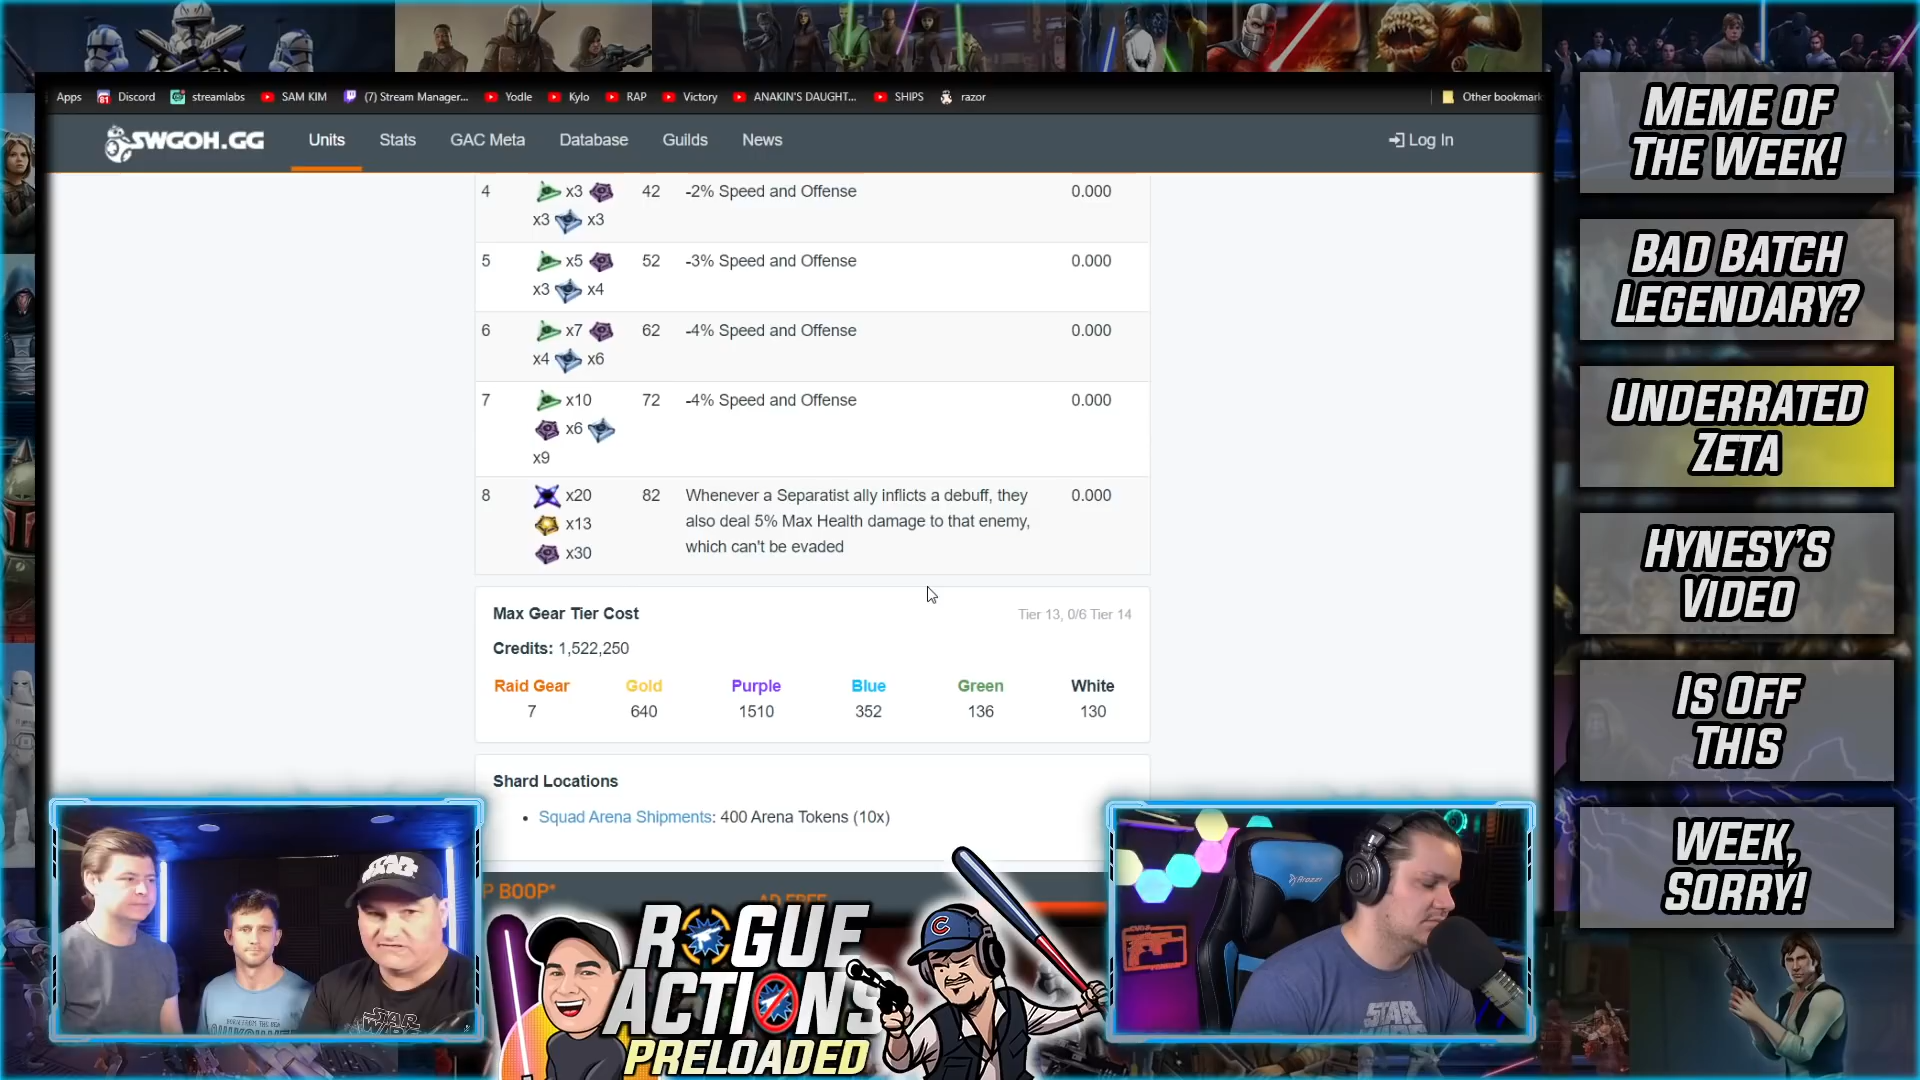 Apps Discord streamlabs SAM KIM (7) Stream Manager... Yodle Kylo RAP Victory ANAKIN'S DAUGHT... SHIPS razor Other bookmark
SWGOH.GG Units Stats GAC Meta Database Guilds News Log In
4 x3 42 -2% Speed and Offense 0.000
x3 x3
5 x5 52 -3% Speed and Offense 0.000
x3 x4
6 x7 62 -4% Speed and Offense 0.000
x4 x6
7 x10 72 -4% Speed and Offense 0.000
x6
x9
8 x20 82 Whenever a Separatist ally inflicts a debuff, they 0.000
x13 also deal 5% Max Health damage to that enemy,
x30 which can't be evaded
Max Gear Tier Cost Tier 13, 0/6 Tier 14
Credits: 1,522,250
Raid Gear Gold Purple Blue Green White
7 640 1510 352 136 130
Shard Locations
Squad Arena Shipments: 400 Arena Tokens (10x)
P BOOP* AD FREE
ROGUE
ACTIONS
PRELOADED
C
STAR
STAR
MEME OF
THE WEEK!
BAD BATCH
LEGENDARY?
UNDERRATED
ZETA
HYNESY'S
VIDEO
IS OFF
THIS
WEEK,
SORRY!